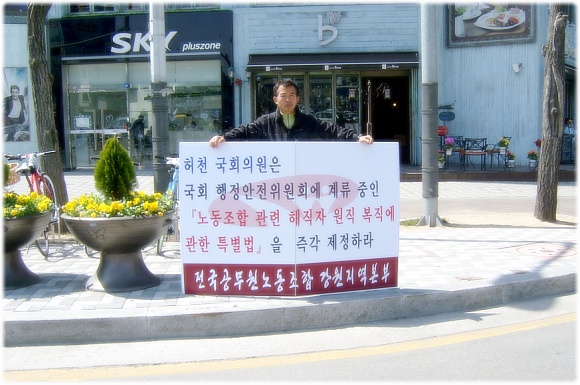 SKY pluszone
b
허천 국회의원은
국회 행정안전위원회에 계류 중인
『노동조합 관련 해직자 원직 복직에
관한 특별법』을 즉각 제정하라
전국공무원노동조합 강원지역본부